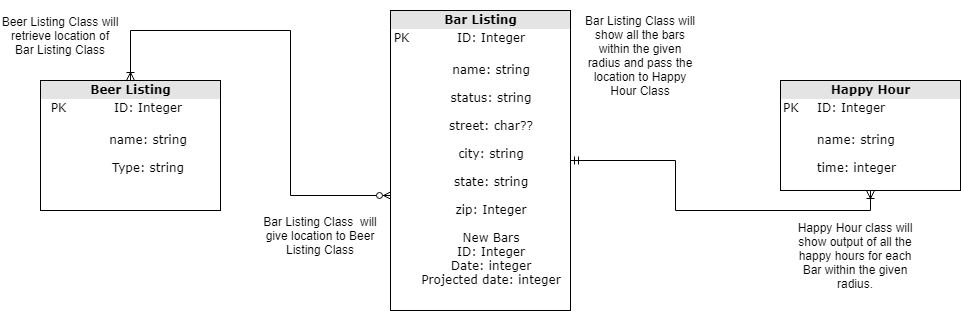 Beer Listing Class will
retrieve location of
Bar Listing Class
Beer Listing
PK ID: Integer
name: string
Type: string
Bar Listing Class  will
give location to Beer
Listing Class
Bar Listing
PK ID: Integer
name: string
status: string
street: char??
city: string
state: string
zip: Integer
New Bars
ID: Integer
Date: integer
Projected date: integer
Bar Listing Class will
show all the bars
within the given
radius and pass the
location to Happy
Hour Class
Happy Hour
PK ID: Integer
name: string
time: integer
Happy Hour class will
show output of all the
happy hours for each
Bar within the given
radius.